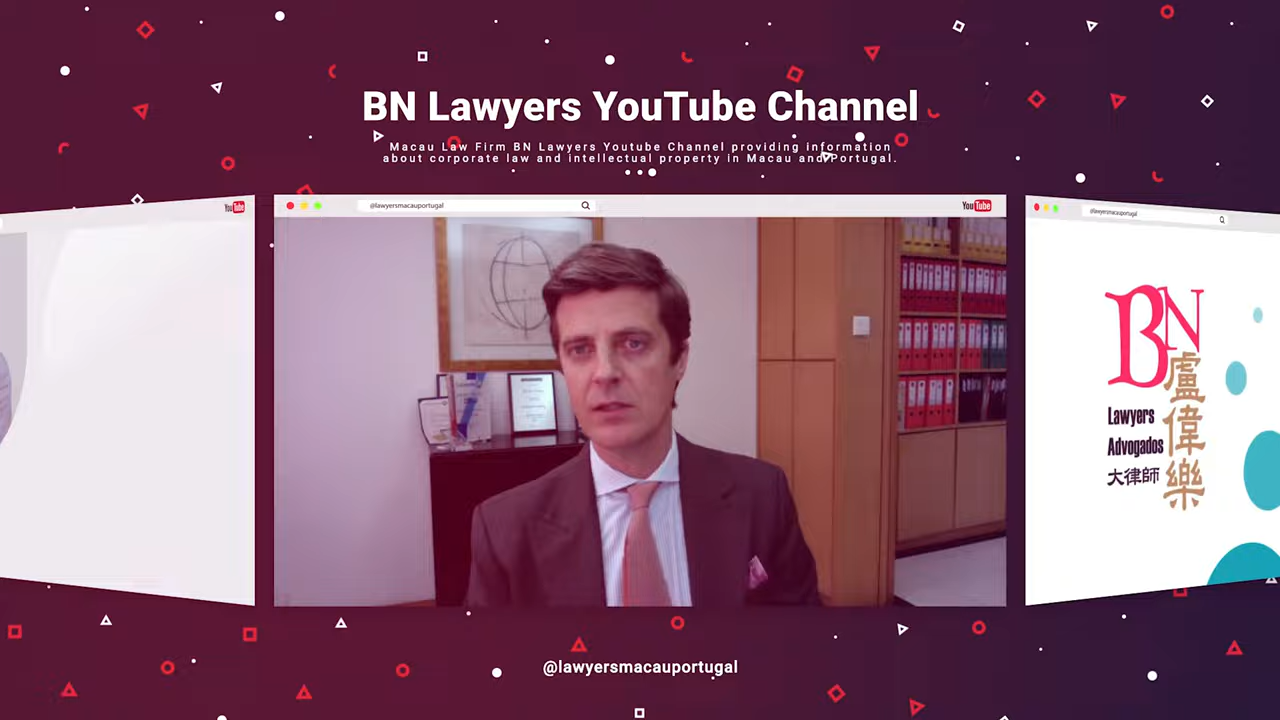 BN Lawyers YouTube Channel
Macau Law Firm BN Lawyers Youtube Channel providing information
about corporate law and intellectual property in Macau and Portugal.
YouTube
@lawyersmacauportugal
YouTube
@lawyersmacauportugal
BN
Lawyers
Advogados
大律師
盧偉樂
@lawyersmacauportugal